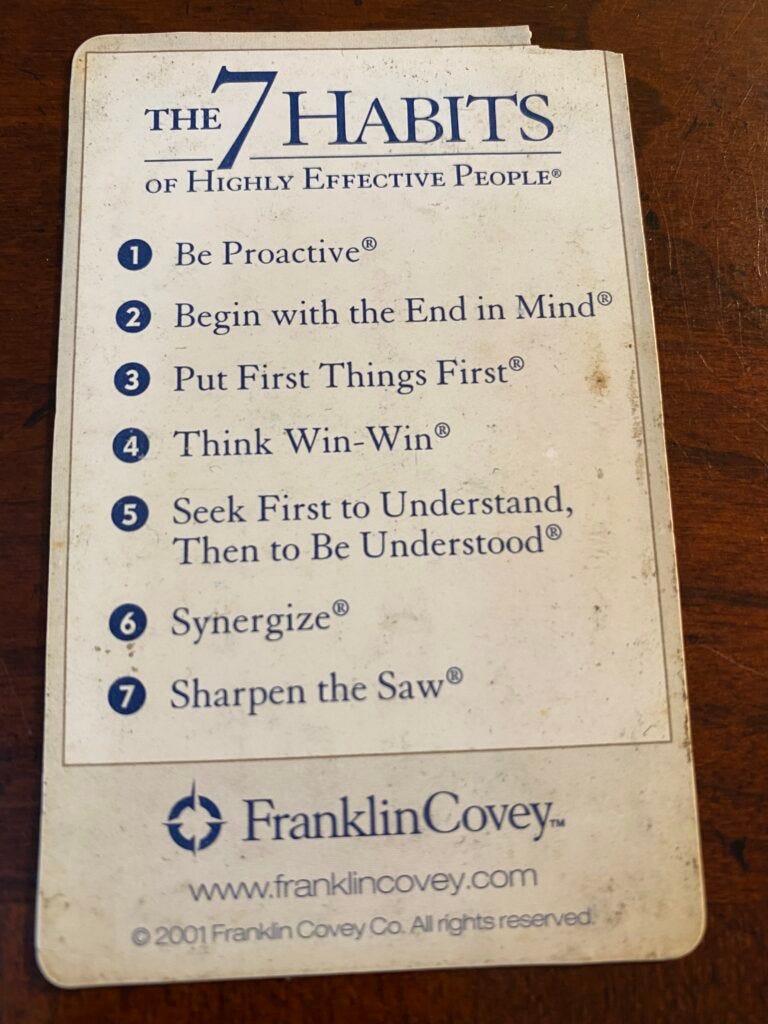 THE 7 HABITS
OF HIGHLY EFFECTIVE PEOPLE®
1 Be Proactive®
2 Begin with the End in Mind®
3 Put First Things First®
4 Think Win-Win®
5 Seek First to Understand,
Then to Be Understood®
6 Synergize®
7 Sharpen the Saw®
FranklinCovey™
www.franklincovey.com
© 2001 Franklin Covey Co. All rights reserved.